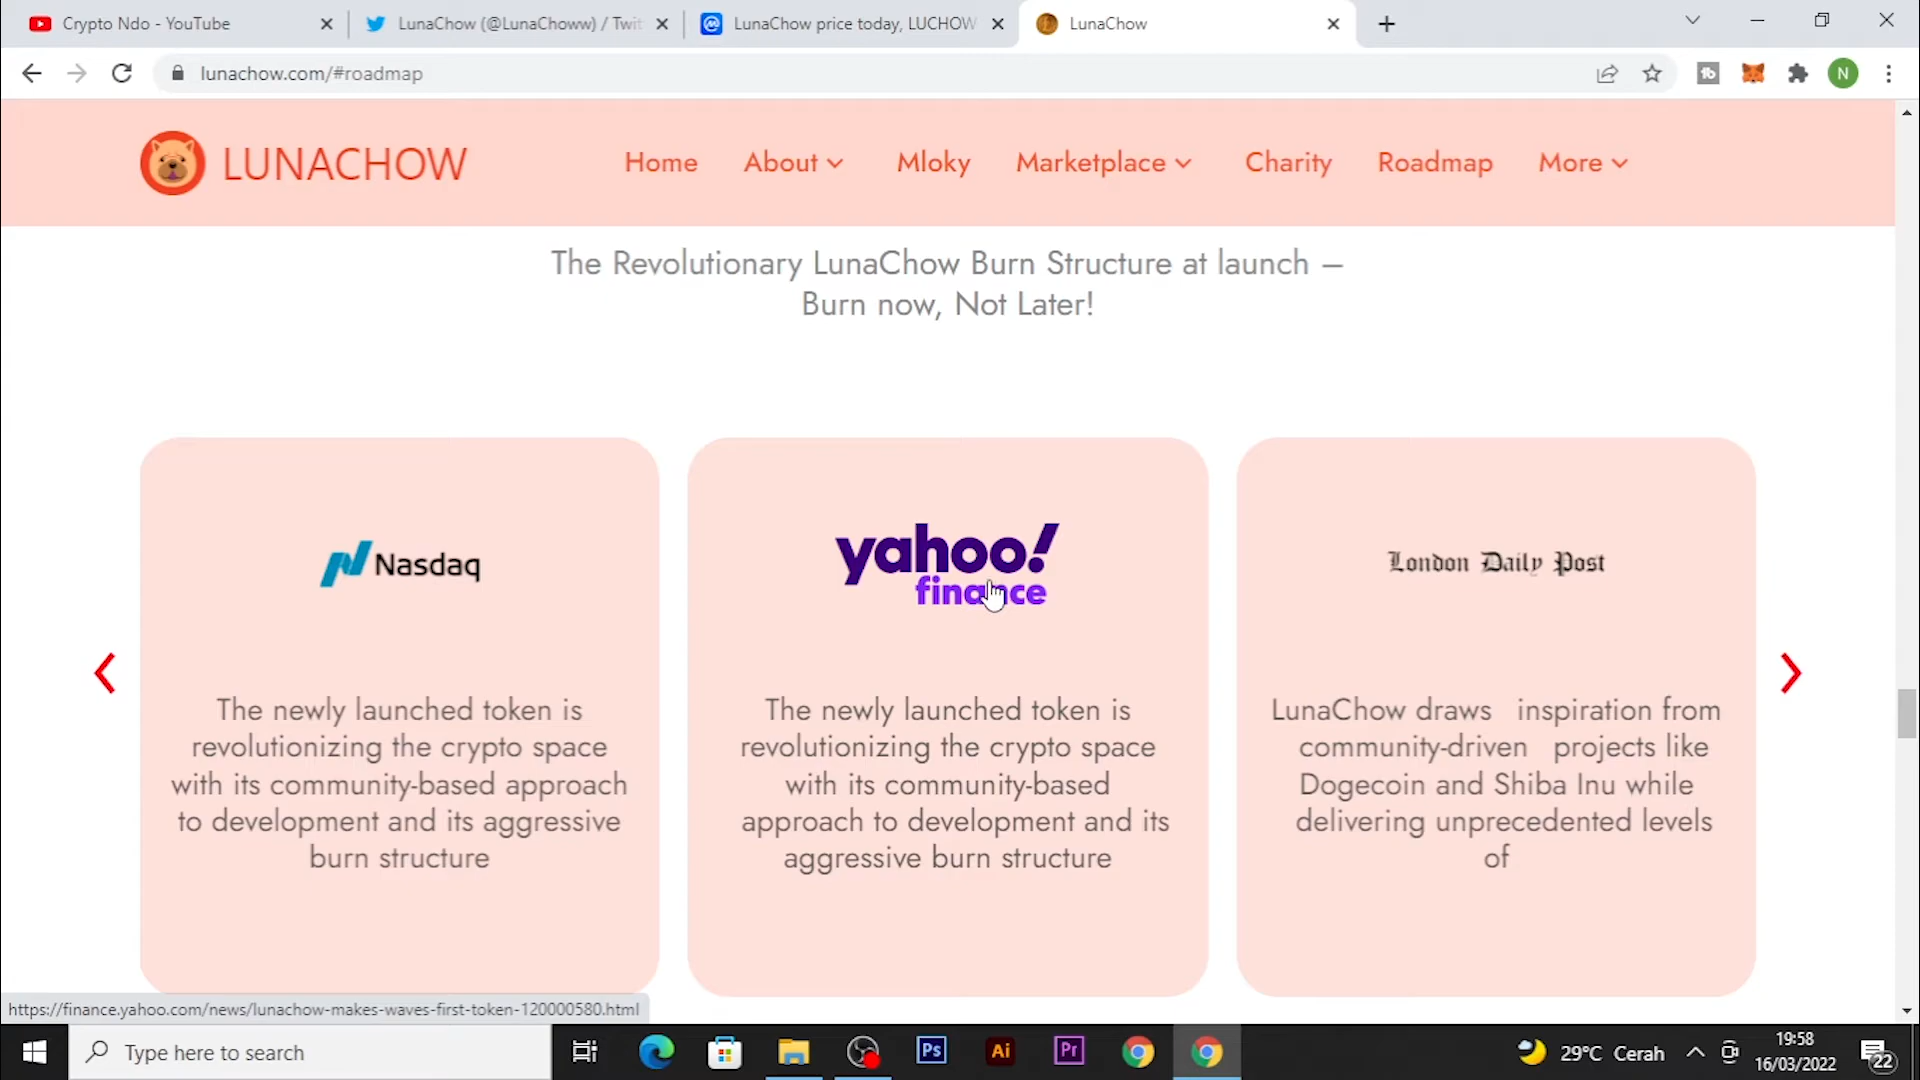 Crypto Ndo - YouTube
LunaChow (@LunaChoww) / Twit
LunaChow price today, LUCHOW
LunaChow
lunachow.com/#roadmap
N
LUNACHOW
Home
About
Mloky
Marketplace
Charity
Roadmap
More
The Revolutionary LunaChow Burn Structure at launch –
Burn now, Not Later!
Nasdaq
The newly launched token is
revolutionizing the crypto space
with its community-based approach
to development and its aggressive
burn structure
yahoo!
finance
The newly launched token is
revolutionizing the crypto space
with its community-based
approach to development and its
aggressive burn structure
London Daily Post
LunaChow draws inspiration from
community-driven projects like
Dogecoin and Shiba Inu while
delivering unprecedented levels
of
https://finance.yahoo.com/news/lunachow-makes-waves-first-token-120000580.html
Type here to search
Ps
Ai
Pr
29°C Cerah
19:58
16/03/2022
22